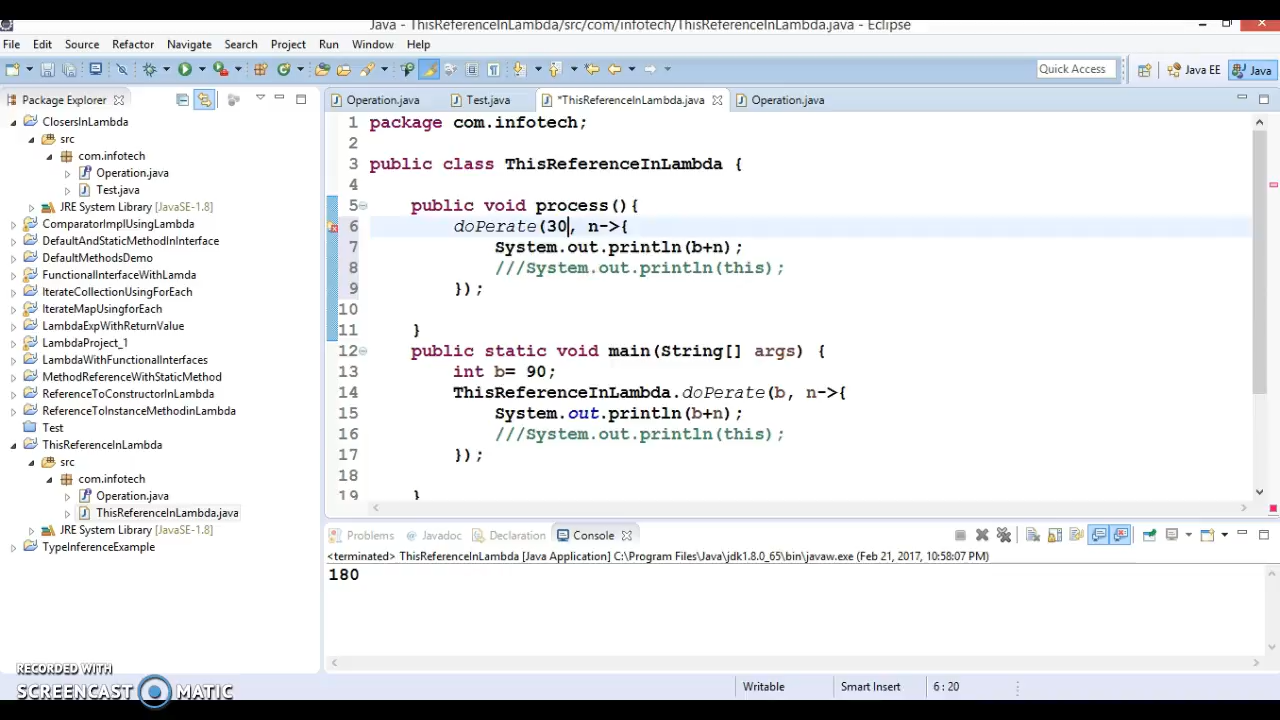 Java - ThisReferenceInLambda/src/com/infotech/ThisReferenceInLambda.java - Eclipse
File Edit Source Refactor Navigate Search Project Run Window Help
Quick Access
Java EE
Java
Package Explorer
ClosersInLambda
src
com.infotech
Operation.java
Test.java
JRE System Library [JavaSE-1.8]
ComparatorImplUsingLambda
DefaultAndStaticMethodInInterface
DefaultMethodsDemo
FunctionalInterfaceWithLamda
IterateCollectionUsingForEach
IterateMapUsingforEach
LambdaExpWithReturnValue
LambdaProject_1
LambdaWithFunctionalInterfaces
MethodReferenceWithStaticMethod
ReferenceToConstructorInLambda
ReferenceToInstanceMethodinLambda
Test
ThisReferenceInLambda
src
com.infotech
Operation.java
ThisReferenceInLambda.java
JRE System Library [JavaSE-1.8]
TypeInferenceExample
Operation.java Test.java *ThisReferenceInLambda.java Operation.java
1 package com.infotech;
2
3 public class ThisReferenceInLambda {
4
5 public void process(){
6 doPerate(30, n->{
7 System.out.println(b+n);
8 ///System.out.println(this);
9 });
10
11 }
12 public static void main(String[] args) {
13 int b= 90;
14 ThisReferenceInLambda.doPerate(b, n->{
15 System.out.println(b+n);
16 ///System.out.println(this);
17 });
18
19 }
Problems Javadoc Declaration Console
<terminated> ThisReferenceInLambda [Java Application] C:\Program Files\Java\jdk1.8.0_65\bin\javaw.exe (Feb 21, 2017, 10:58:07 PM)
180
Writable Smart Insert 6 : 20
RECORDED WITH
SCREENCAST MATIC